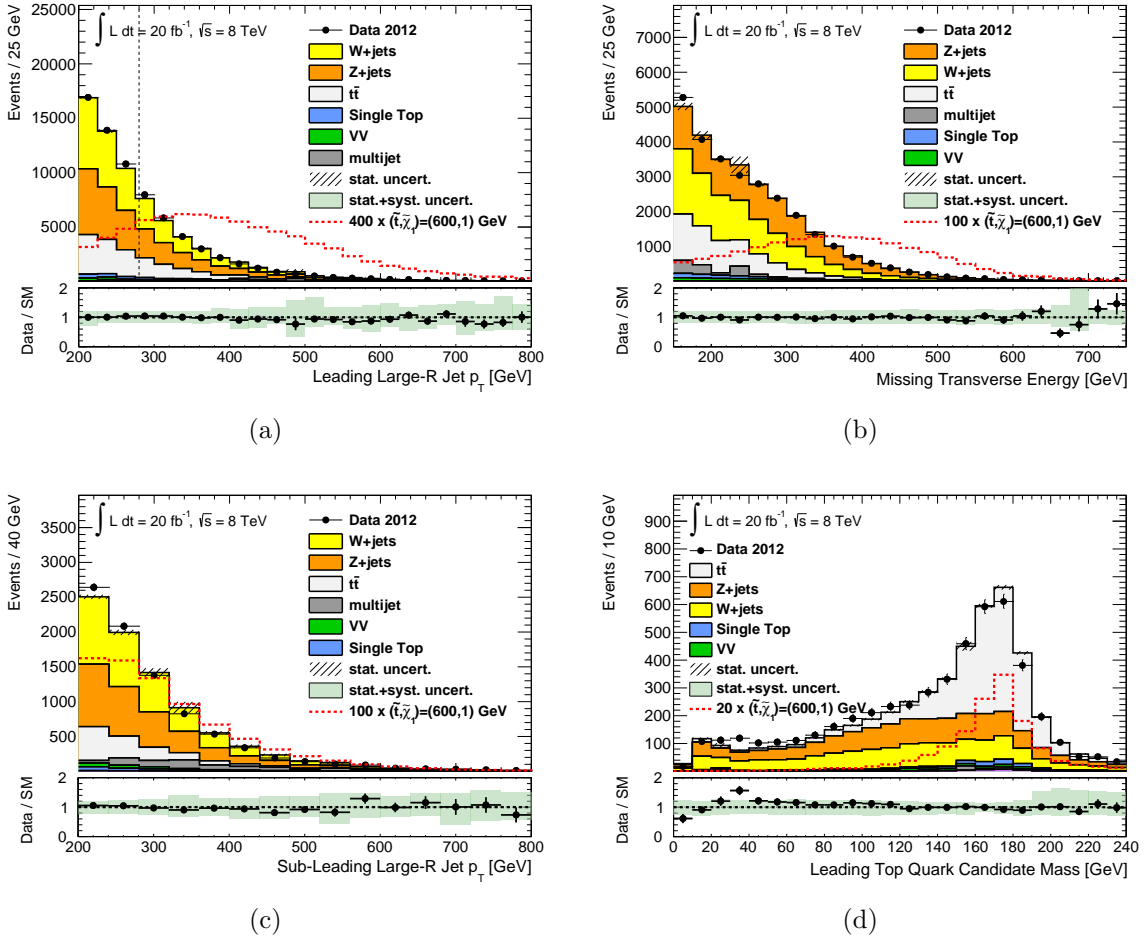 Events / 25 GeV
25000
20000
15000
10000
5000
∫ L dt = 20 fb⁻¹, √s = 8 TeV
Data 2012
W+jets
Z+jets
tt̄
Single Top
VV
multijet
stat. uncert.
stat.+syst. uncert.
400 x (t̃,χ̃₁)=(600,1) GeV
Data / SM
2
1
0
200 300 400 500 600 700 800
Leading Large-R Jet p_T [GeV]
(a)
Events / 25 GeV
7000
6000
5000
4000
3000
2000
1000
0
∫ L dt = 20 fb⁻¹, √s = 8 TeV
Data 2012
Z+jets
W+jets
tt̄
multijet
Single Top
VV
stat. uncert.
stat.+syst. uncert.
100 x (t̃,χ̃₁)=(600,1) GeV
Data / SM
2
1
0
200 300 400 500 600 700
Missing Transverse Energy [GeV]
(b)
Events / 40 GeV
3500
3000
2500
2000
1500
1000
500
∫ L dt = 20 fb⁻¹, √s = 8 TeV
Data 2012
W+jets
Z+jets
tt̄
multijet
VV
Single Top
stat. uncert.
stat.+syst. uncert.
100 x (t̃,χ̃₁)=(600,1) GeV
Data / SM
2
1
0
200 300 400 500 600 700 800
Sub-Leading Large-R Jet p_T [GeV]
(c)
Events / 10 GeV
900
800
700
600
500
400
300
200
100
0
∫ L dt = 20 fb⁻¹, √s = 8 TeV
Data 2012
tt̄
Z+jets
W+jets
Single Top
VV
stat. uncert.
stat.+syst. uncert.
20 x (t̃,χ̃₁)=(600,1) GeV
Data / SM
2
1
0
0 20 40 60 80 100 120 140 160 180 200 220 240
Leading Top Quark Candidate Mass [GeV]
(d)